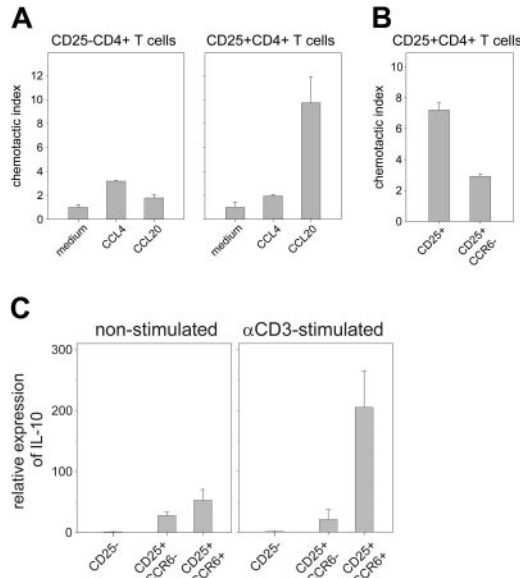 A
B
CD25-CD4+ T cells
CD25+CD4+ T cells
CD25+CD4+ T cells
chemotactic index
12
10
8
6
4
2
0
medium
CCL4
CCL20
medium
CCL4
CCL20
chemotactic index
10
8
6
4
2
0
CD25+
CD25+
CCR6-
C
non-stimulated
αCD3-stimulated
relative expression
of IL-10
300
200
100
0
CD25-
CD25+
CCR6-
CD25+
CCR6+
CD25-
CD25+
CCR6-
CD25+
CCR6+